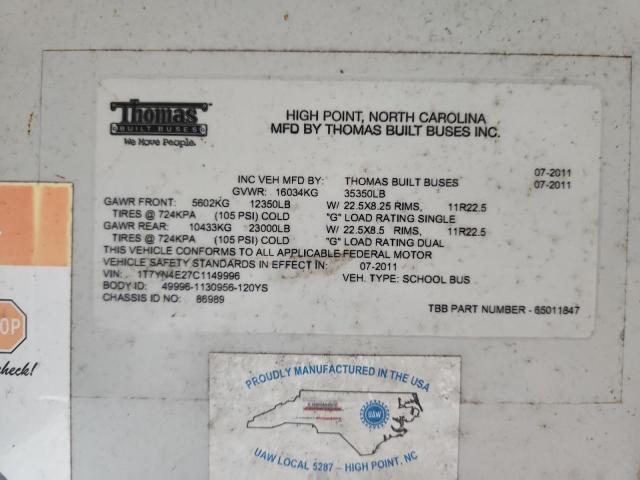 Thomas
BUILT BUSES
We Have People.
HIGH POINT, NORTH CAROLINA
MFD BY THOMAS BUILT BUSES INC.
INC VEH MFD BY: THOMAS BUILT BUSES 07-2011
GVWR: 16034KG 35350LB 07-2011
GAWR FRONT: 5602KG 12350LB W/ 22.5X8.25 RIMS, 11R22.5
TIRES @ 724KPA (105 PSI) COLD "G" LOAD RATING SINGLE
GAWR REAR: 10433KG 23000LB W/ 22.5X8.5 RIMS, 11R22.5
TIRES @ 724KPA (105 PSI) COLD "G" LOAD RATING DUAL
THIS VEHICLE CONFORMS TO ALL APPLICABLE FEDERAL MOTOR
VEHICLE SAFETY STANDARDS IN EFFECT IN: 07-2011
VIN: 1T7YN4E27C1149996 VEH. TYPE: SCHOOL BUS
BODY ID: 49996-1130956-120YS
CHASSIS ID NO: 86989 TBB PART NUMBER - 65011847
OP
check!
PROUDLY MANUFACTURED IN THE USA
UAW
UAW LOCAL 5287 - HIGH POINT, NC